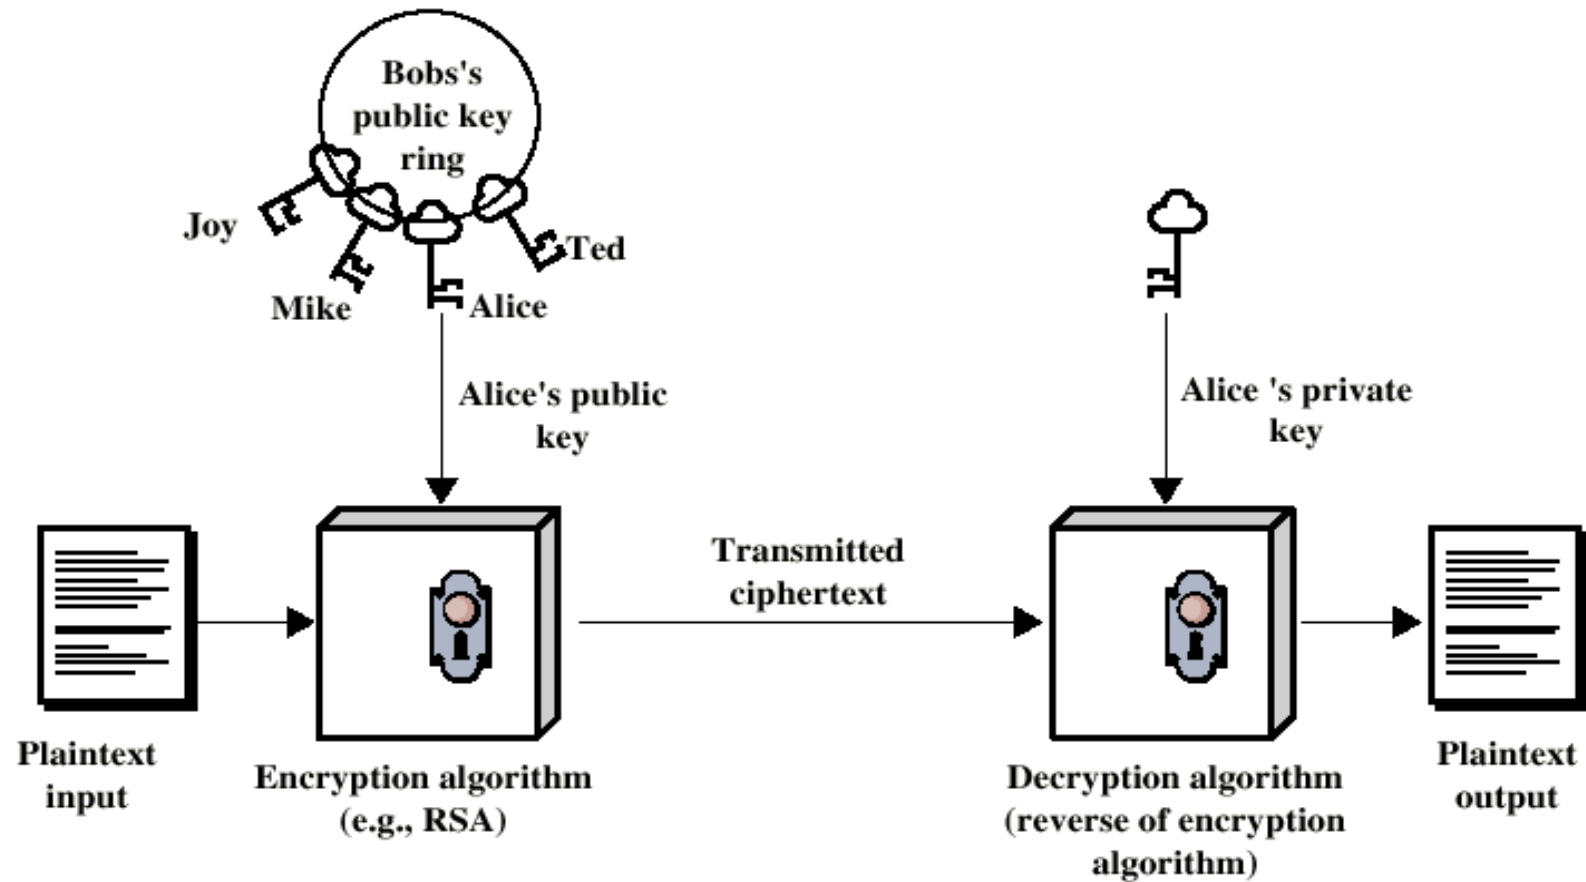 Bobs's
public key
ring
Joy
Ted
Mike
Alice
Alice's public
key
Alice 's private
key
Transmitted
ciphertext
Plaintext
input
Encryption algorithm
(e.g., RSA)
Decryption algorithm
(reverse of encryption
algorithm)
Plaintext
output